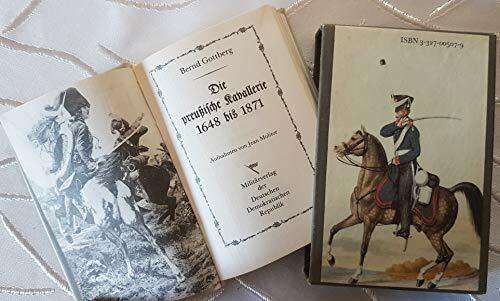 Bernd Gottberg
Die
preußische Kavallerie
1648 bis 1871
Aufnahmen von Jean Molitor
Militärverlag
der
Deutschen
Demokratischen
Republik
ISBN 3-327-00507-9